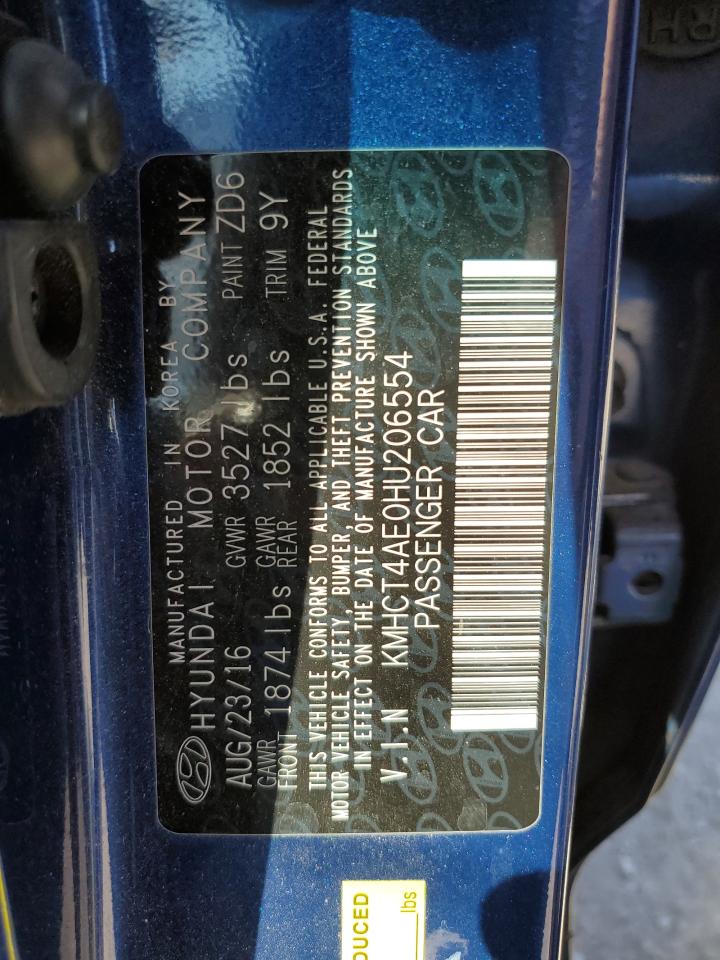 MANUFACTURED IN KOREA BY
HYUNDAI MOTOR COMPANY
AUG/23/16 GVWR 3527 lbs PAINT ZD6
GAWR FRONT 1874 lbs GAWR REAR 1852 lbs TRIM 9Y
THIS VEHICLE CONFORMS TO ALL APPLICABLE U.S.A. FEDERAL
MOTOR VEHICLE SAFETY, BUMPER, AND THEFT PREVENTION STANDARDS
IN EFFECT ON THE DATE OF MANUFACTURE SHOWN ABOVE
V.I.N KMHCT4AE0HU206554
PASSENGER CAR
DUCED
lbs
RH